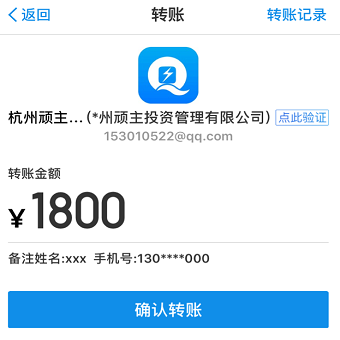 返回 转账 转账记录
杭州顽主...(*州顽主投资管理有限公司) 点此验证
153010522@qq.com
转账金额
¥1800
备注姓名:xxx 手机号:130****000
确认转账